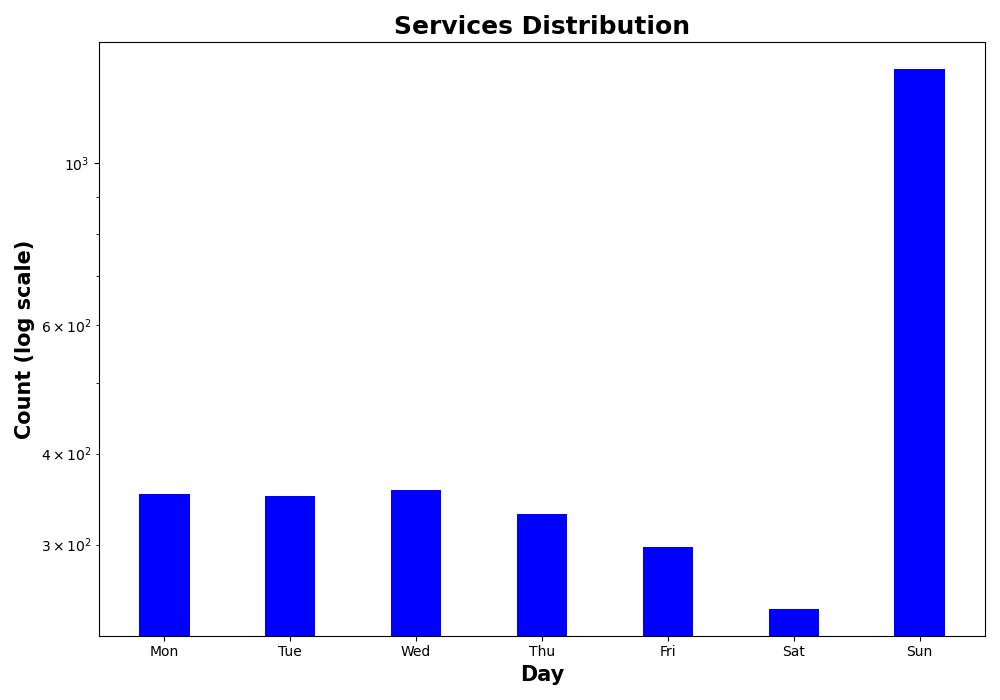 Services Distribution
Count (log scale)
10³
6 × 10²
4 × 10²
3 × 10²
Mon Tue Wed Thu Fri Sat Sun
Day